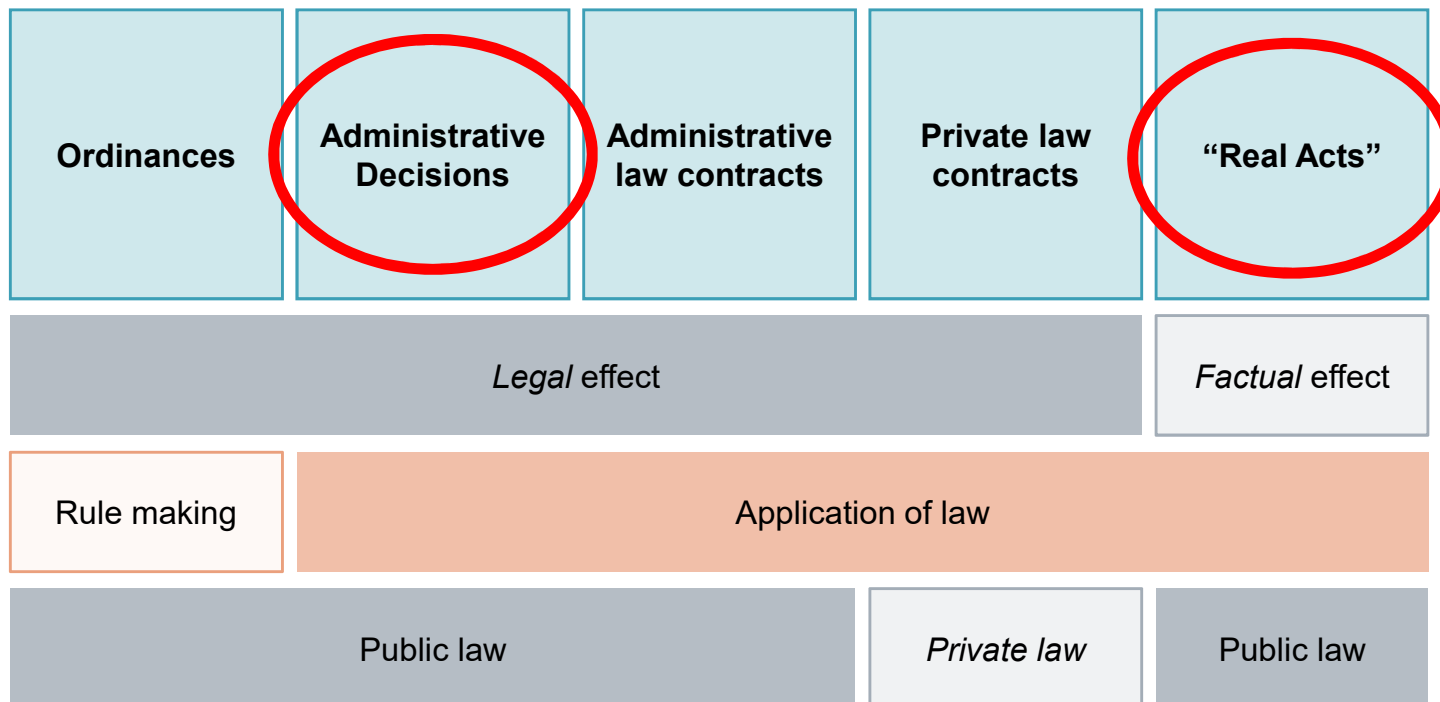 Ordinances
Administrative
Decisions
Administrative
law contracts
Private law
contracts
“Real Acts”
Legal effect
Factual effect
Rule making
Application of law
Public law
Private law
Public law